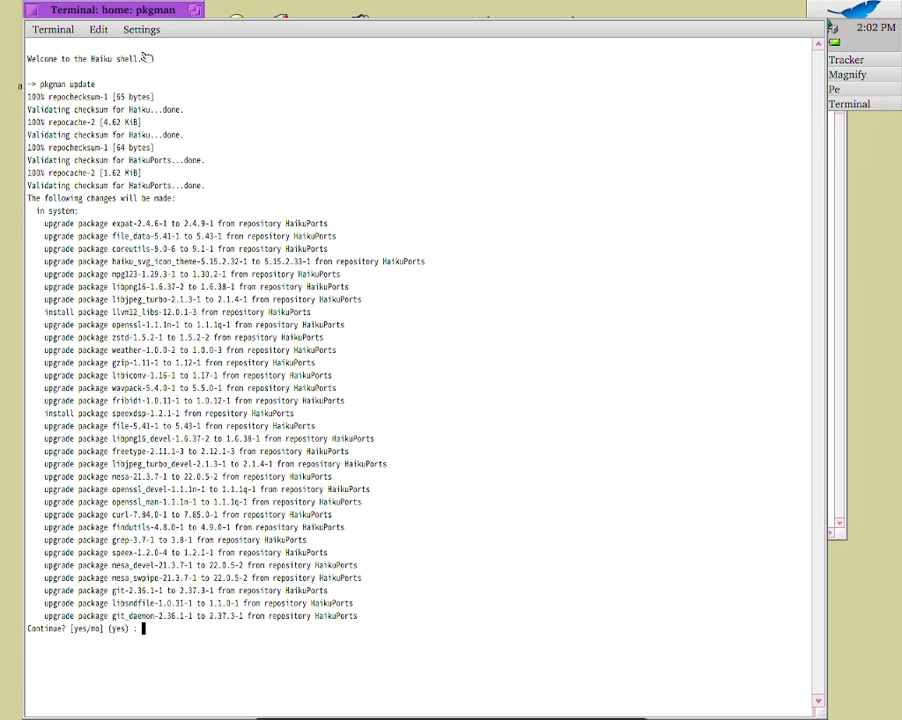 Terminal: home: pkgman
Terminal Edit Settings
2:02 PM
Tracker
Magnify
Pe
Terminal
Welcome to the Haiku shell.
a
~> pkgman update
100% repochecksum-1 [65 bytes]
Validating checksum for Haiku...done.
100% repocache-2 [4.62 KiB]
Validating checksum for Haiku...done.
100% repochecksum-1 [64 bytes]
Validating checksum for HaikuPorts...done.
100% repocache-2 [1.62 MiB]
Validating checksum for HaikuPorts...done.
The following changes will be made:
in system:
upgrade package expat-2.4.6-1 to 2.4.9-1 from repository HaikuPorts
upgrade package file_data-5.41-1 to 5.43-1 from repository HaikuPorts
upgrade package coreutils-9.0-6 to 9.1-1 from repository HaikuPorts
upgrade package haiku_svg_icon_theme-5.15.2.32-1 to 5.15.2.33-1 from repository HaikuPorts
upgrade package mpg123-1.29.3-1 to 1.30.2-1 from repository HaikuPorts
upgrade package libpng16-1.6.37-2 to 1.6.38-1 from repository HaikuPorts
upgrade package libjpeg_turbo-2.1.3-1 to 2.1.4-1 from repository HaikuPorts
install package llvm12_libs-12.0.1-3 from repository HaikuPorts
upgrade package openssl-1.1.1n-1 to 1.1.1q-1 from repository HaikuPorts
upgrade package zstd-1.5.2-1 to 1.5.2-2 from repository HaikuPorts
upgrade package weather-1.0.0-2 to 1.0.0-3 from repository HaikuPorts
upgrade package gzip-1.11-1 to 1.12-1 from repository HaikuPorts
upgrade package libiconv-1.16-1 to 1.17-1 from repository HaikuPorts
upgrade package wavpack-5.4.0-1 to 5.5.0-1 from repository HaikuPorts
upgrade package fribidi-1.0.11-1 to 1.0.12-1 from repository HaikuPorts
install package speexdsp-1.2.1-1 from repository HaikuPorts
upgrade package file-5.41-1 to 5.43-1 from repository HaikuPorts
upgrade package libpng16_devel-1.6.37-2 to 1.6.38-1 from repository HaikuPorts
upgrade package freetype-2.11.1-3 to 2.12.1-3 from repository HaikuPorts
upgrade package libjpeg_turbo_devel-2.1.3-1 to 2.1.4-1 from repository HaikuPorts
upgrade package mesa-21.3.7-1 to 22.0.5-2 from repository HaikuPorts
upgrade package openssl_devel-1.1.1n-1 to 1.1.1q-1 from repository HaikuPorts
upgrade package openssl_man-1.1.1n-1 to 1.1.1q-1 from repository HaikuPorts
upgrade package curl-7.84.0-1 to 7.85.0-1 from repository HaikuPorts
upgrade package findutils-4.8.0-1 to 4.9.0-1 from repository HaikuPorts
upgrade package grep-3.7-1 to 3.8-1 from repository HaikuPorts
upgrade package speex-1.2.0-4 to 1.2.1-1 from repository HaikuPorts
upgrade package mesa_devel-21.3.7-1 to 22.0.5-2 from repository HaikuPorts
upgrade package mesa_swpipe-21.3.7-1 to 22.0.5-2 from repository HaikuPorts
upgrade package git-2.36.1-1 to 2.37.3-1 from repository HaikuPorts
upgrade package libsndfile-1.0.31-1 to 1.1.0-1 from repository HaikuPorts
upgrade package git_daemon-2.36.1-1 to 2.37.3-1 from repository HaikuPorts
Continue? [yes/no] (yes) :